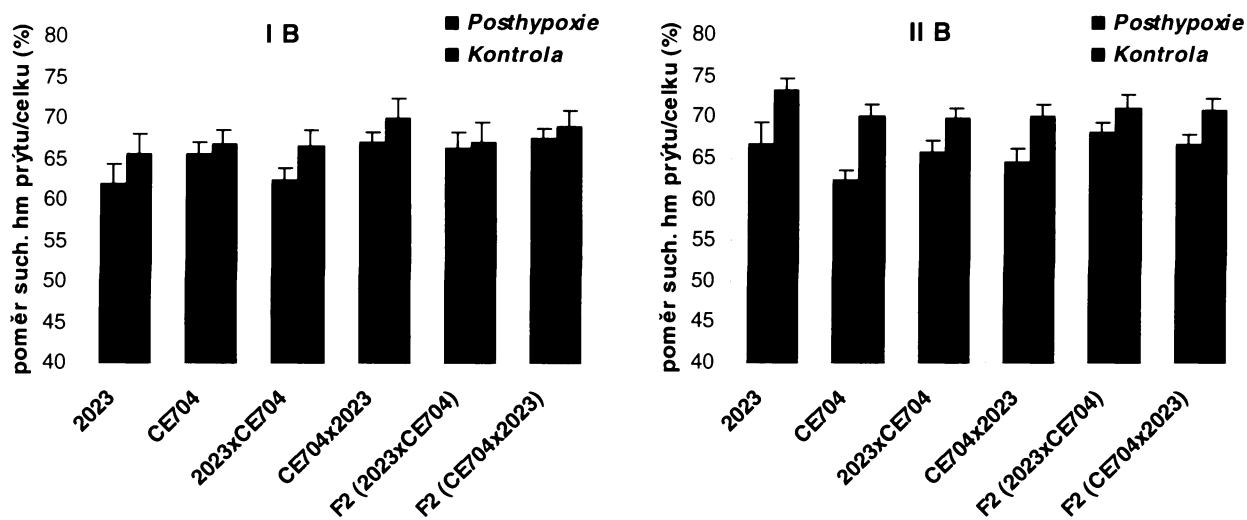 I B
Posthypoxie
Kontrola
poměr such. hm prýtu/celku (%)
80
75
70
65
60
55
50
45
40
2023
CE704
2023xCE704
CE704x2023
F2 (2023xCE704)
F2 (CE704x2023)
II B
Posthypoxie
Kontrola
poměr such. hm prýtu/celku (%)
80
75
70
65
60
55
50
45
40
2023
CE704
2023xCE704
CE704x2023
F2 (2023xCE704)
F2 (CE704x2023)